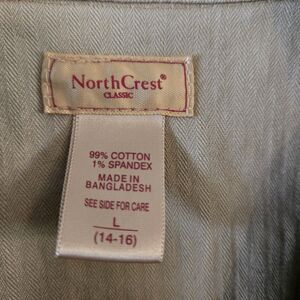 NorthCrest®
CLASSIC
99% COTTON
1% SPANDEX
MADE IN
BANGLADESH
SEE SIDE FOR CARE
L
(14-16)